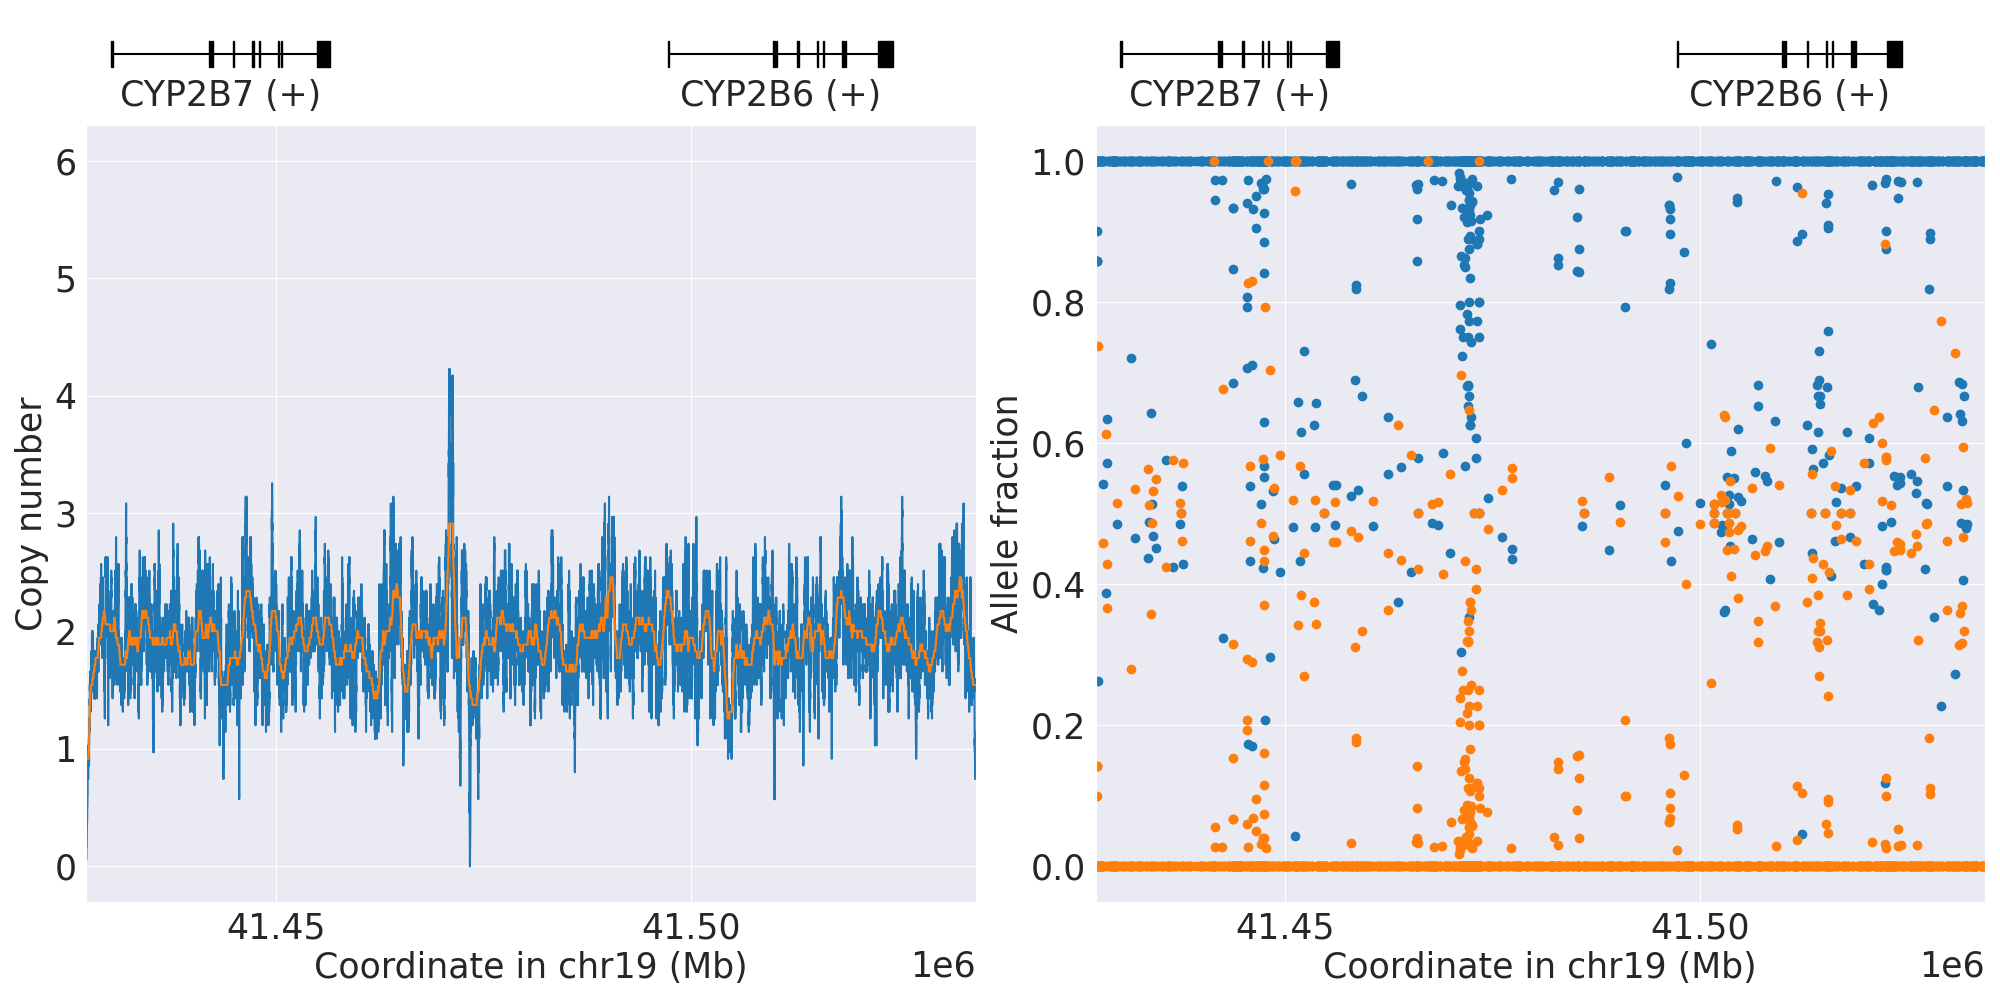 CYP2B7 (+)
CYP2B6 (+)
6
5
4
3
2
1
0
Copy number
41.45
41.50
Coordinate in chr19 (Mb)
1e6
CYP2B7 (+)
CYP2B6 (+)
1.0
0.8
0.6
0.4
0.2
0.0
Allele fraction
41.45
41.50
Coordinate in chr19 (Mb)
1e6